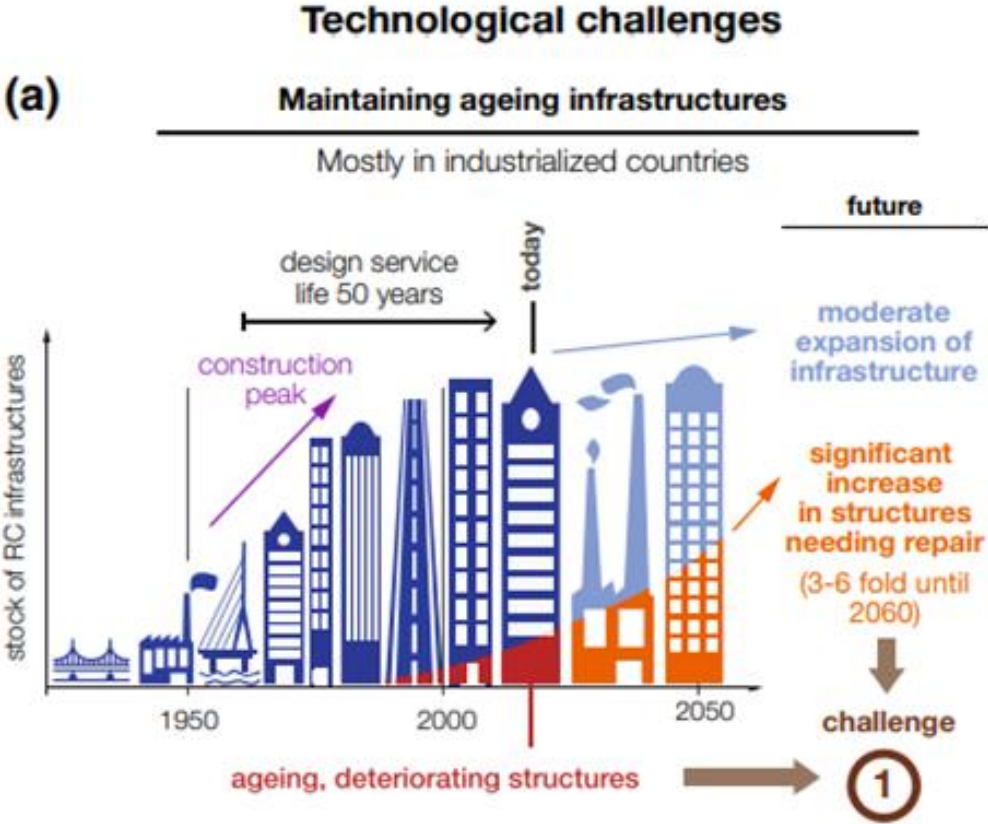 Technological challenges
(a)
Maintaining ageing infrastructures
Mostly in industrialized countries
future
design service
life 50 years
today
moderate
expansion of
infrastructure
construction
peak
stock of RC infrastructures
significant
increase
in structures
needing repair
(3-6 fold until
2060)
1950
2000
2050
challenge
ageing, deteriorating structures
1